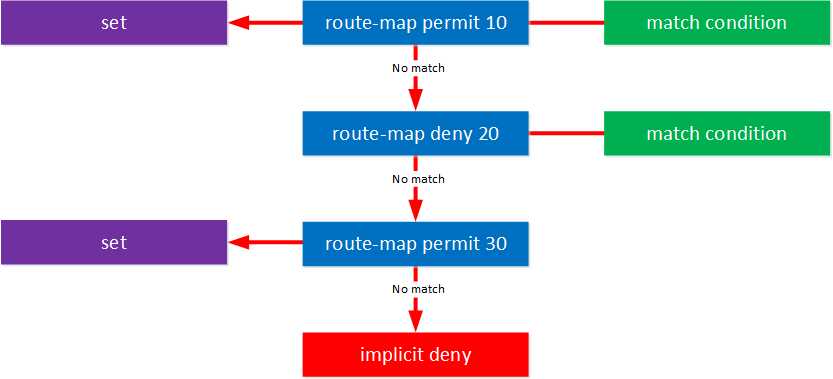 set
route-map permit 10
match condition
No match
route-map deny 20
match condition
No match
set
route-map permit 30
No match
implicit deny